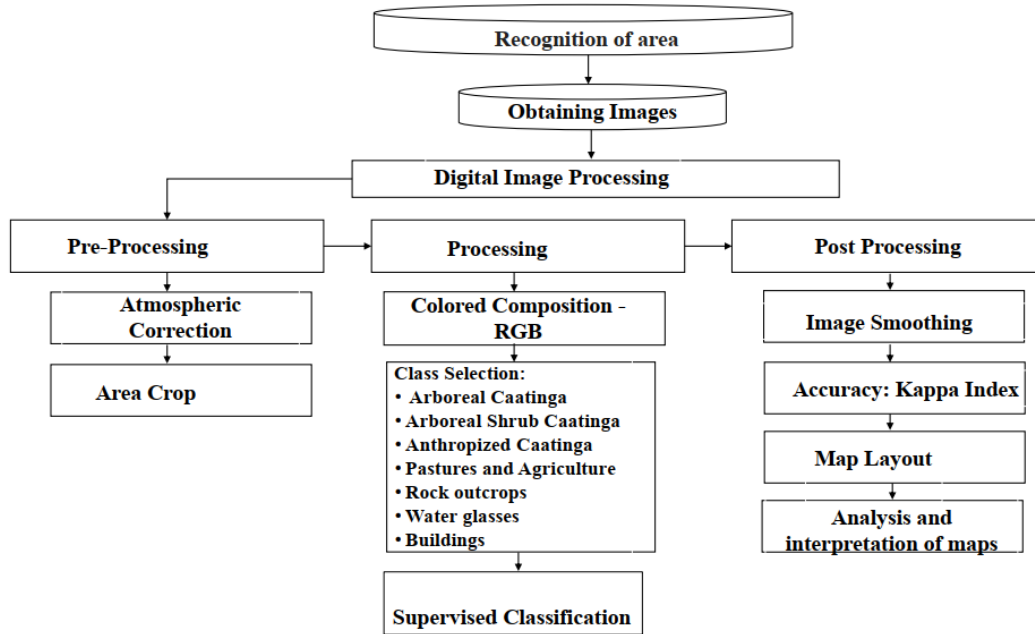 Recognition of area
Obtaining Images
Digital Image Processing
Pre-Processing
Processing
Post Processing
Atmospheric
Correction
Area Crop
Colored Composition -
RGB
Class Selection:
• Arboreal Caatinga
• Arboreal Shrub Caatinga
• Anthropized Caatinga
• Pastures and Agriculture
• Rock outcrops
• Water glasses
• Buildings
Supervised Classification
Image Smoothing
Accuracy: Kappa Index
Map Layout
Analysis and
interpretation of maps